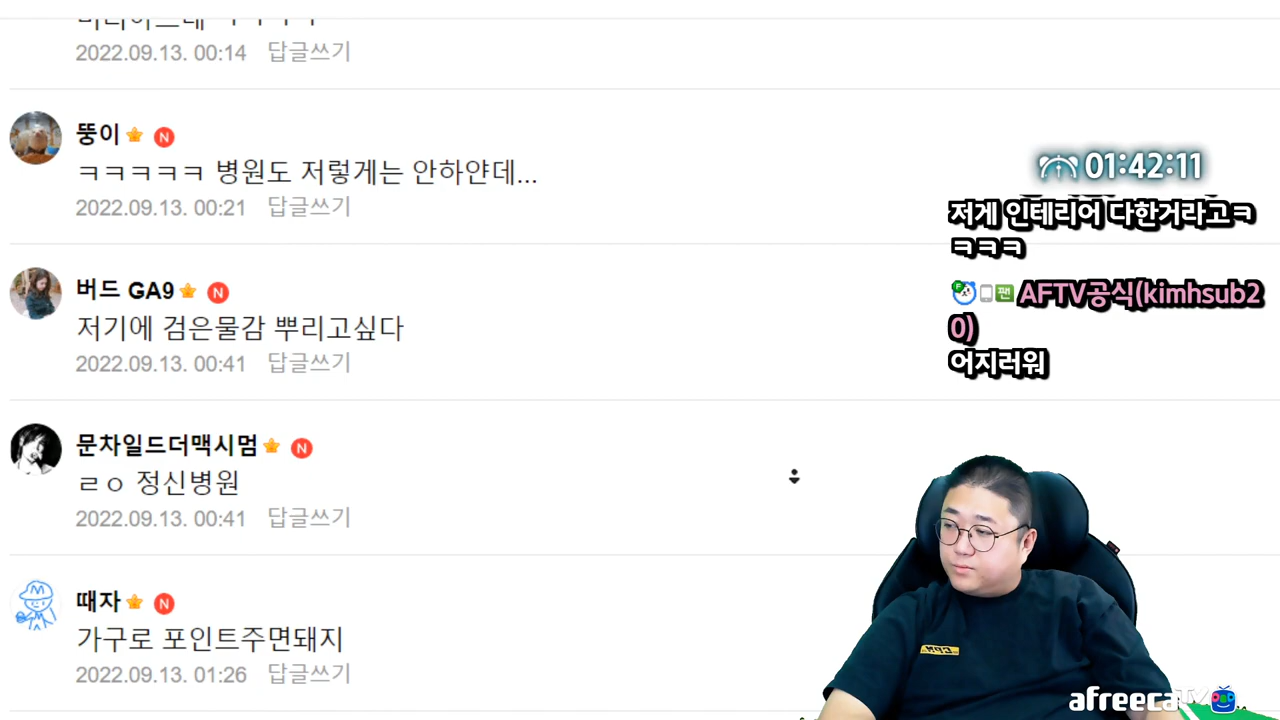 2022.09.13. 00:14 답글쓰기
뚱이 N
ㅋㅋㅋㅋㅋ 병원도 저렇게는 안하얀데...
2022.09.13. 00:21 답글쓰기
버드 GA9 N
저기에 검은물감 뿌리고싶다
2022.09.13. 00:41 답글쓰기
문차일드더맥시멈 N
ㄹㅇ 정신병원
2022.09.13. 00:41 답글쓰기
때자 N
가구로 포인트주면돼지
2022.09.13. 01:26 답글쓰기
01:42:11
저게 인테리어 다한거라고ㅋ
ㅋㅋㅋ
F 팬 AFTV공식(kimhsub2
0)
어지러워
afreecaTV